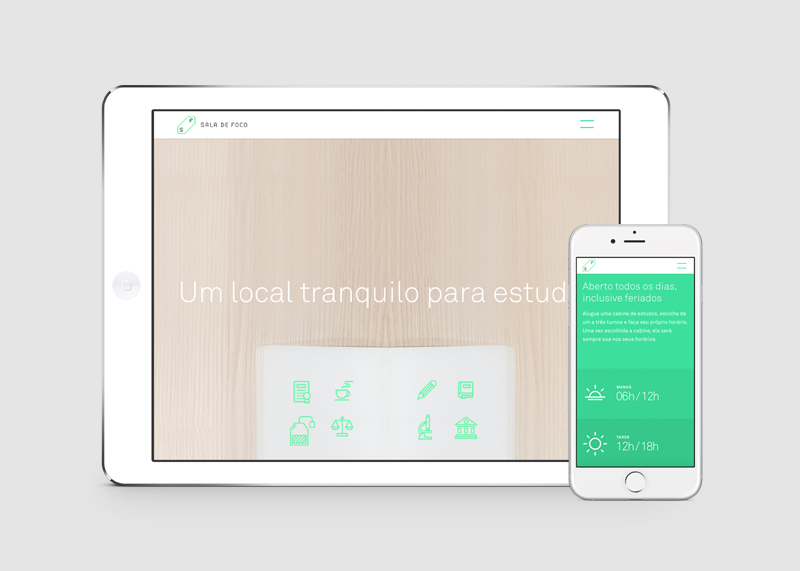 SALA DE FOCO
Um local tranquilo para estud
Aberto todos os dias,
inclusive feriados
Alugue uma cabine de estudos, escolha de
um a três turnos e faça seu próprio horário.
Uma vez escolhida a cabine, ela será
sempre sua nos seus horários.
MANHÃ
06h / 12h
TARDE
12h / 18h